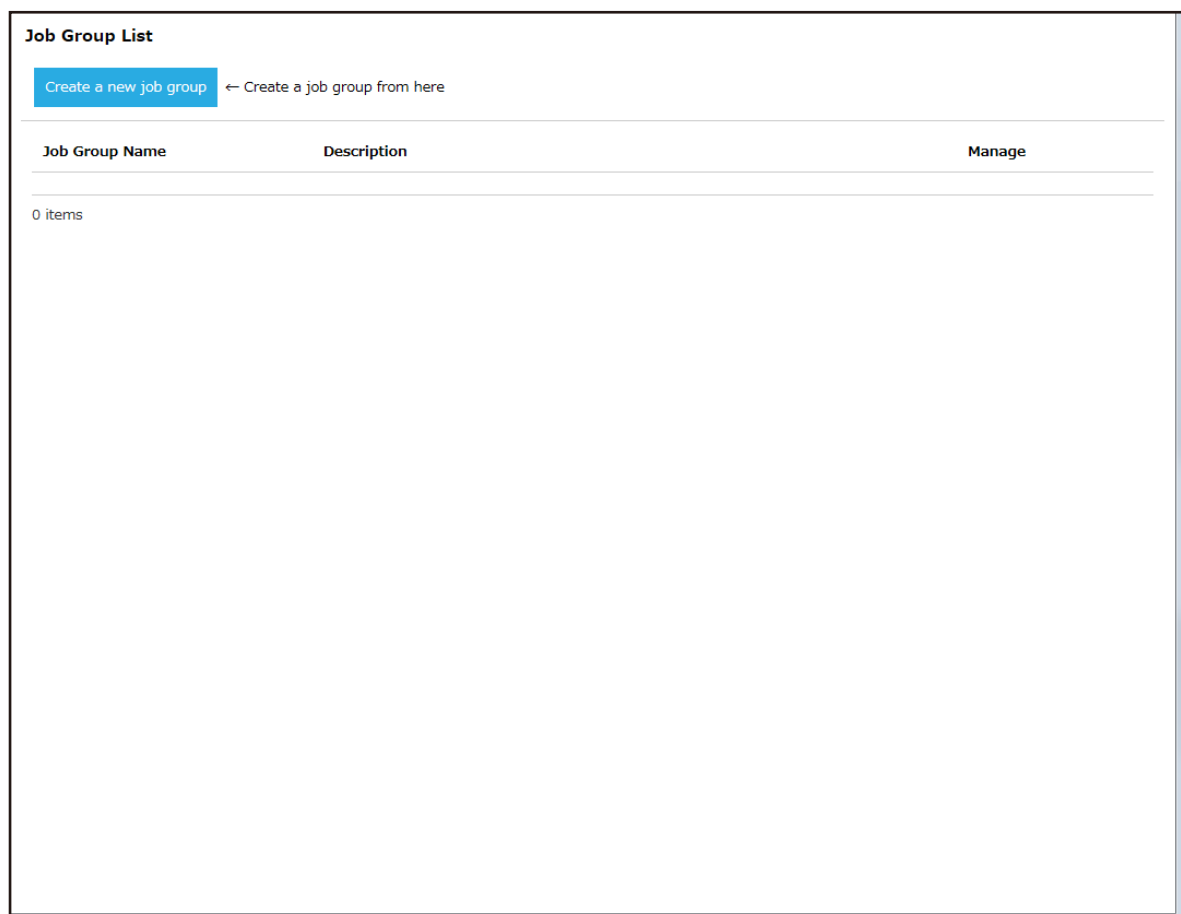 Job Group List
Create a new job group ← Create a job group from here
Job Group Name Description Manage
0 items